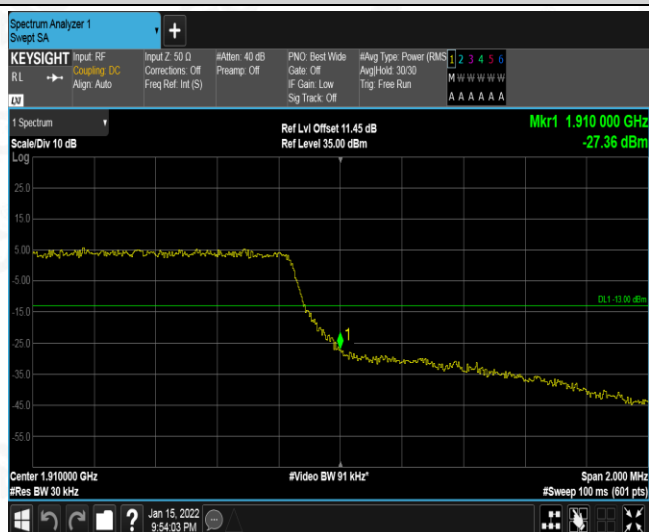 Spectrum Analyzer 1
Swept SA
KEYSIGHT
RL
Input: RF
Coupling: DC
Align: Auto
Input Z: 50 Ω
Corrections: Off
Freq Ref: Int (S)
#Atten: 40 dB
Preamp: Off
PNO: Best Wide
Gate: Off
IF Gain: Low
Sig Track: Off
#Avg Type: Power (RMS
Avg|Hold: 30/30
Trig: Free Run
1 2 3 4 5 6
M W W W W W
A A A A A A
LXI
1 Spectrum
Scale/Div 10 dB
Log
Ref Lvl Offset 11.45 dB
Ref Level 35.00 dBm
Mkr1 1.910 000 GHz
-27.36 dBm
25.0
15.0
5.00
-5.00
-15.0
-25.0
-35.0
-45.0
-55.0
DL1 -13.00 dBm
1
Center 1.910000 GHz
#Res BW 30 kHz
#Video BW 91 kHz*
Span 2.000 MHz
#Sweep 100 ms (601 pts)
?
Jan 15, 2022
9:54:03 PM